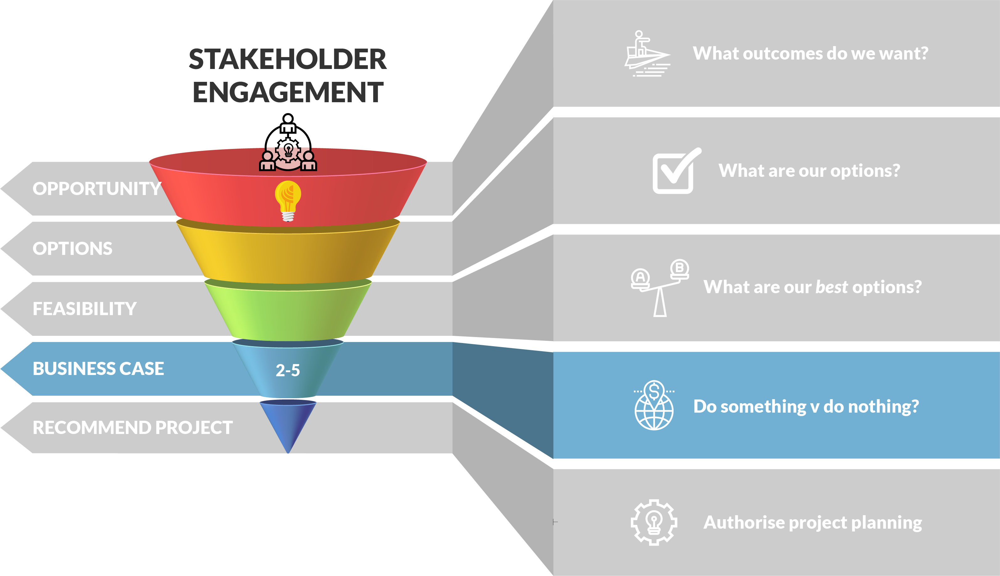 STAKEHOLDER
ENGAGEMENT
OPPORTUNITY
OPTIONS
FEASIBILITY
BUSINESS CASE
2-5
RECOMMEND PROJECT
What outcomes do we want?
What are our options?
A
B
What are our best options?
$
Do something v do nothing?
Authorise project planning